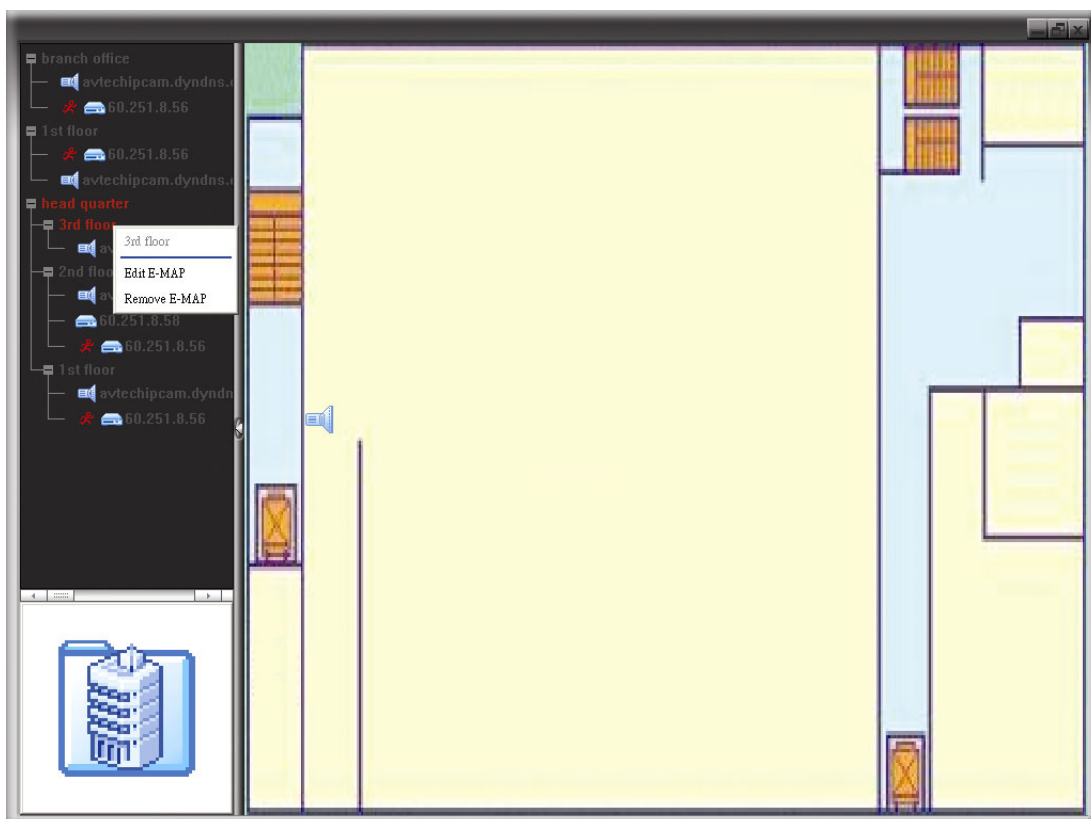 branch office
avtechipcam.dyndns.
60.251.8.56
1st floor
60.251.8.56
avtechipcam.dyndns.
head quarter
3rd floor
av
2nd floo
av
60.251.8.58
60.251.8.56
1st floor
avtechipcam.dyndn
60.251.8.56
3rd floor
Edit E-MAP
Remove E-MAP